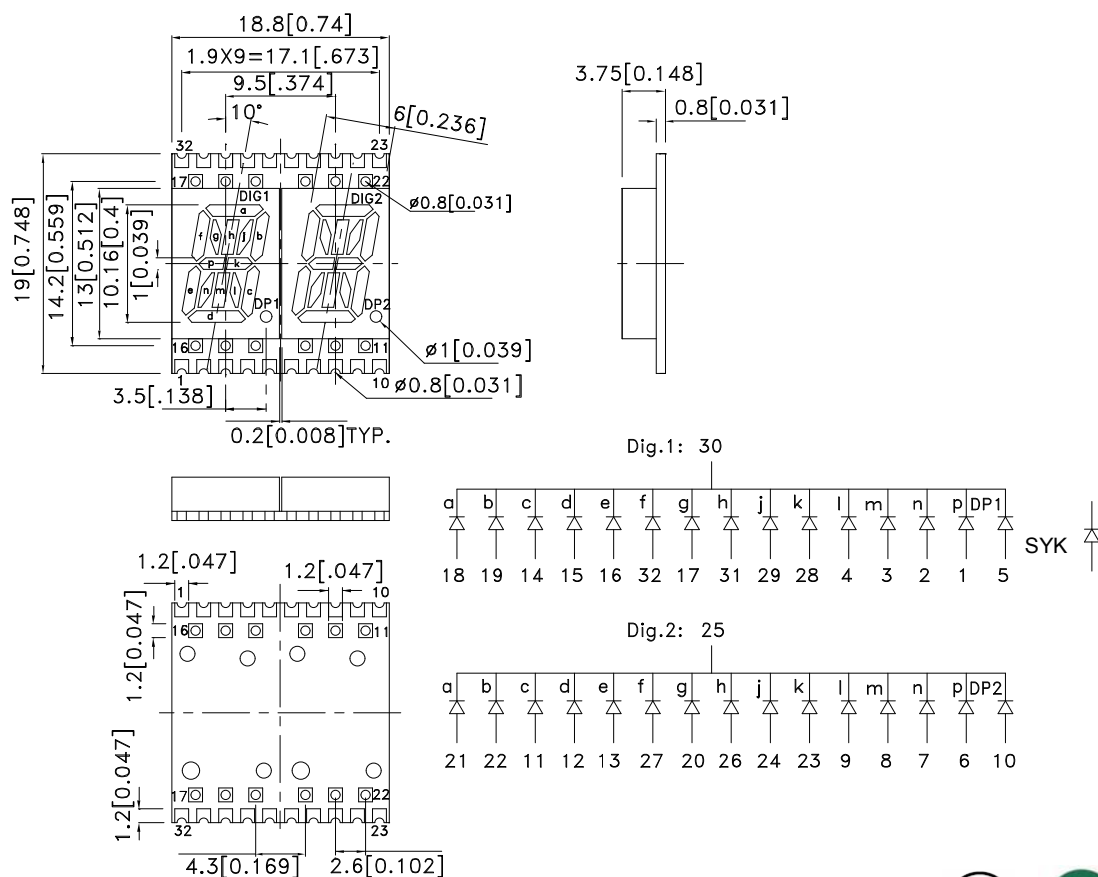 18.8[0.74]
1.9X9=17.1[.673]
9.5[.374]
10°
6[0.236]
32 23
17 22
DIG1 DIG2
a
f g h j b
p k
e n m l c
d
DP1 DP2
16 11
1 10
19[0.748]
14.2[0.559]
13[0.512]
10.16[0.4]
1[0.039]
ø0.8[0.031]
ø1[0.039]
ø0.8[0.031]
3.5[.138]
0.2[0.008]TYP.
3.75[0.148]
0.8[0.031]
Dig.1: 30
a b c d e f g h j k l m n p DP1
18 19 14 15 16 32 17 31 29 28 4 3 2 1 5
SYK
Dig.2: 25
a b c d e f g h j k l m n p DP2
21 22 11 12 13 27 20 26 24 23 9 8 7 6 10
1.2[.047]
1.2[.047]
1 10
16 11
1.2[0.047]
17 22
1.2[0.047]
32 23
4.3[0.169]
2.6[0.102]